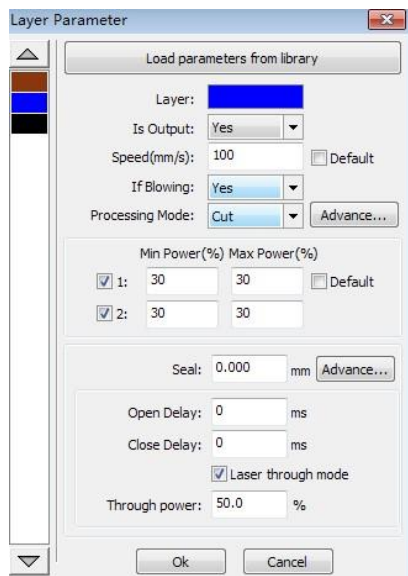 Layer Parameter
Load parameters from library
Layer:
Is Output: Yes
Speed(mm/s): 100 Default
If Blowing: Yes
Processing Mode: Cut Advance...
Min Power(%) Max Power(%)
1: 30 30 Default
2: 30 30
Seal: 0.000 mm Advance...
Open Delay: 0 ms
Close Delay: 0 ms
Laser through mode
Through power: 50.0 %
Ok Cancel